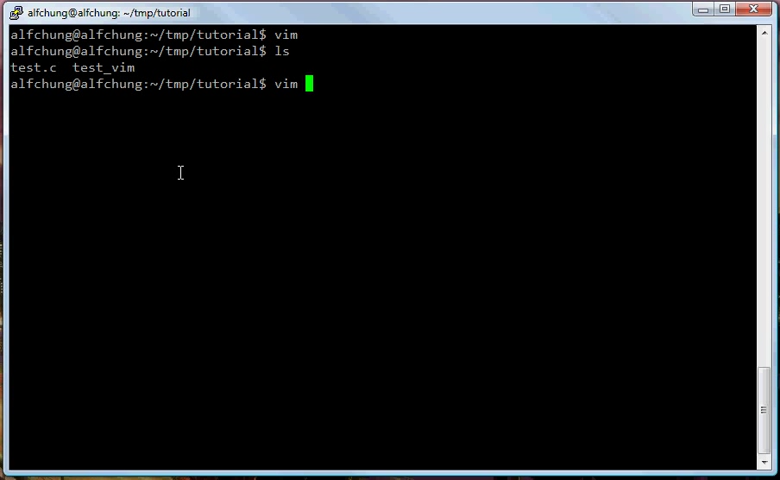 alfchung@alfchung: ~/tmp/tutorial
alfchung@alfchung:~/tmp/tutorial$ vim
alfchung@alfchung:~/tmp/tutorial$ ls
test.c  test_vim
alfchung@alfchung:~/tmp/tutorial$ vim